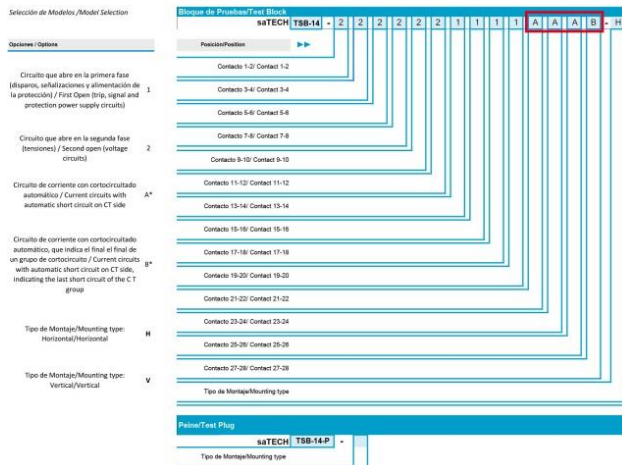 Selección de Modelos /Model Selection
Bloque de Pruebas/Test Block
saTECH TSB-14 - 2 2 2 2 2 2 1 1 1 1 A A A B - H
Opciones / Options
Posición/Position
Contacto 1-2/ Contact 1-2
Circuito que abre en la primera fase
(disparos, señalizaciones y alimentación de
la protección) / First Open (trip, signal and
protection power supply circuits)
1
Contacto 3-4/ Contact 3-4
Contacto 5-6/ Contact 5-6
Contacto 7-8/ Contact 7-8
Circuito que abre en la segunda fase
(tensiones) / Second open (voltage
circuits)
2
Contacto 9-10/ Contact 9-10
Contacto 11-12/ Contact 11-12
Circuito de corriente con cortocircuitado
automático / Current circuits with
automatic short circuit on CT side
A*
Contacto 13-14/ Contact 13-14
Contacto 15-16/ Contact 15-16
Circuito de corriente con cortocircuitado
automático, que indica el final el final de
un grupo de cortocircuito / Current circuits
with automatic short circuit on CT side,
indicating the last short circuit of the C T
group
B*
Contacto 17-18/ Contact 17-18
Contacto 19-20/ Contact 19-20
Contacto 21-22/ Contact 21-22
Contacto 23-24/ Contact 23-24
Tipo de Montaje/Mounting type:
Horizontal/Horizontal
H
Contacto 25-26/ Contact 25-26
Contacto 27-28/ Contact 27-28
Tipo de Montaje/Mounting type:
Vertical/Vertical
V
Tipo de Montaje/Mounting type
Peine/Test Plug
saTECH TSB-14-P -
Tipo de Montaje/Mounting type